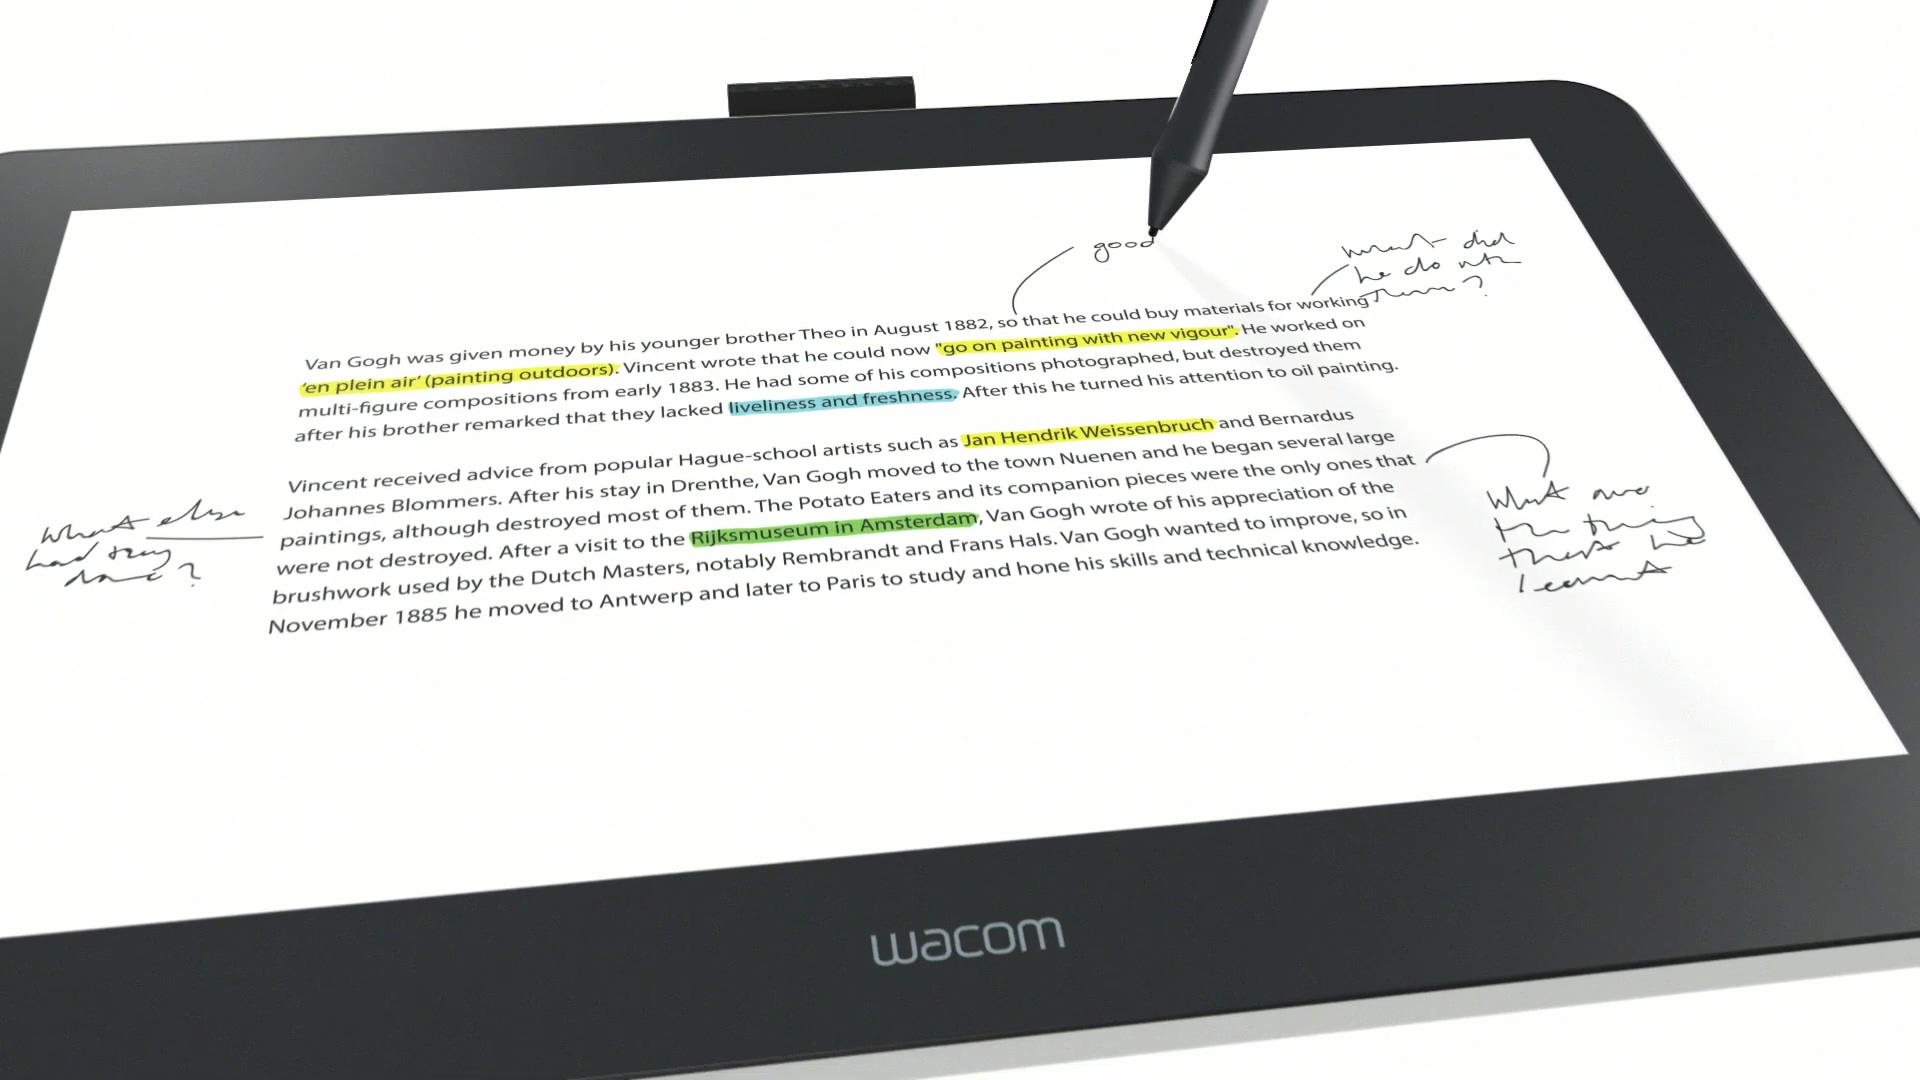 good
what did
he do with
them?
Van Gogh was given money by his younger brother Theo in August 1882, so that he could buy materials for working
'en plein air' (painting outdoors). Vincent wrote that he could now "go on painting with new vigour". He worked on
multi-figure compositions from early 1883. He had some of his compositions photographed, but destroyed them
after his brother remarked that they lacked liveliness and freshness. After this he turned his attention to oil painting.
Vincent received advice from popular Hague-school artists such as Jan Hendrik Weissenbruch and Bernardus
Johannes Blommers. After his stay in Drenthe, Van Gogh moved to the town Nuenen and he began several large
paintings, although destroyed most of them. The Potato Eaters and its companion pieces were the only ones that
were not destroyed. After a visit to the Rijksmuseum in Amsterdam, Van Gogh wrote of his appreciation of the
brushwork used by the Dutch Masters, notably Rembrandt and Frans Hals. Van Gogh wanted to improve, so in
November 1885 he moved to Antwerp and later to Paris to study and hone his skills and technical knowledge.
What else
had they
done?
What are
the things
that he
learnt
wacom